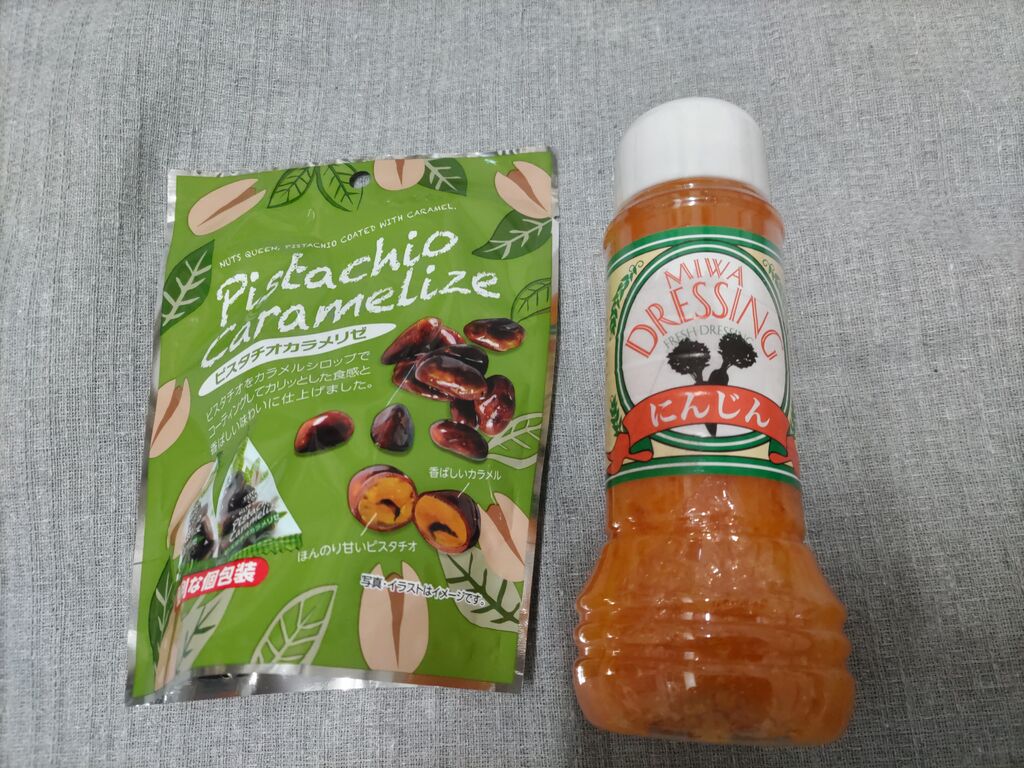 NUTS QUEEN, PISTACHIO COATED WITH CARAMEL.
Pistachio
caramelize
ピスタチオカラメリゼ
ピスタチオをカラメルシロップで
コーティングしてカリッとした食感と
香ばしい味わいに仕上げました。
香ばしいカラメル
ほんのり甘いピスタチオ
な個包装
写真・イラストはイメージです。
MIWA
DRESSING
FRESH DRESSING
にんじん